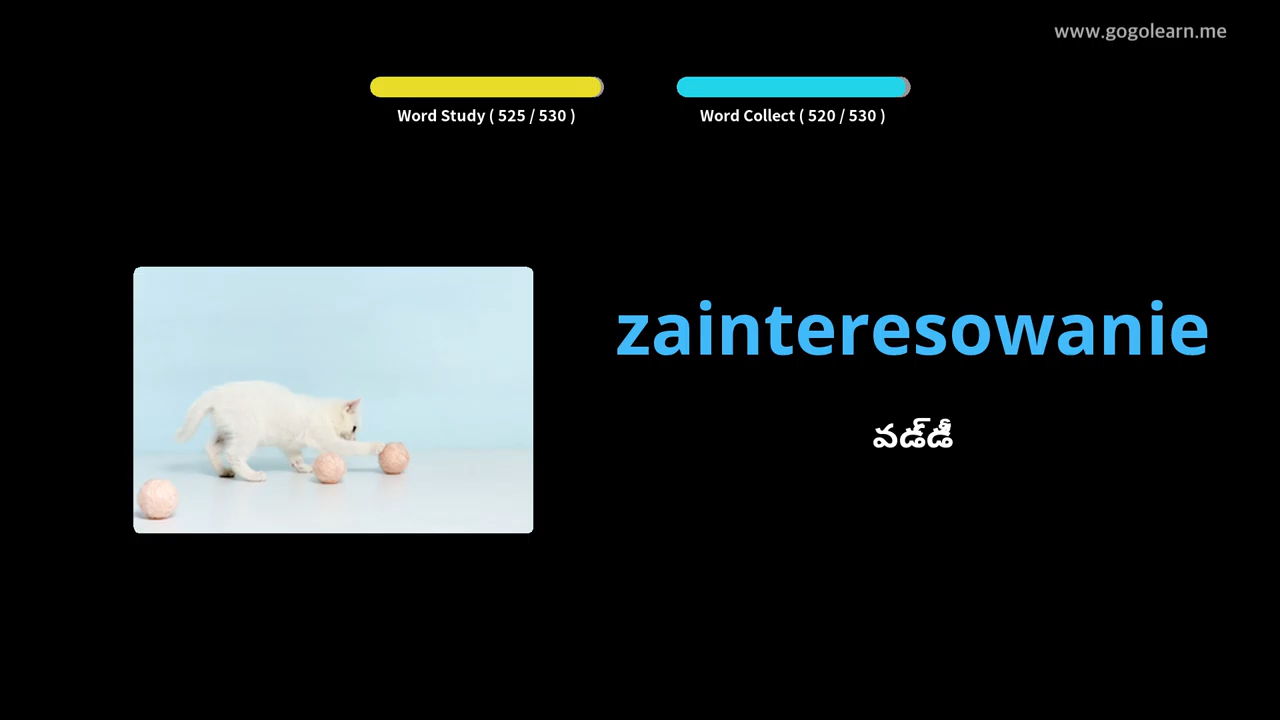 www.gogolearn.me
Word Study ( 525 / 530 )
Word Collect ( 520 / 530 )
zainteresowanie
వడ్డీ